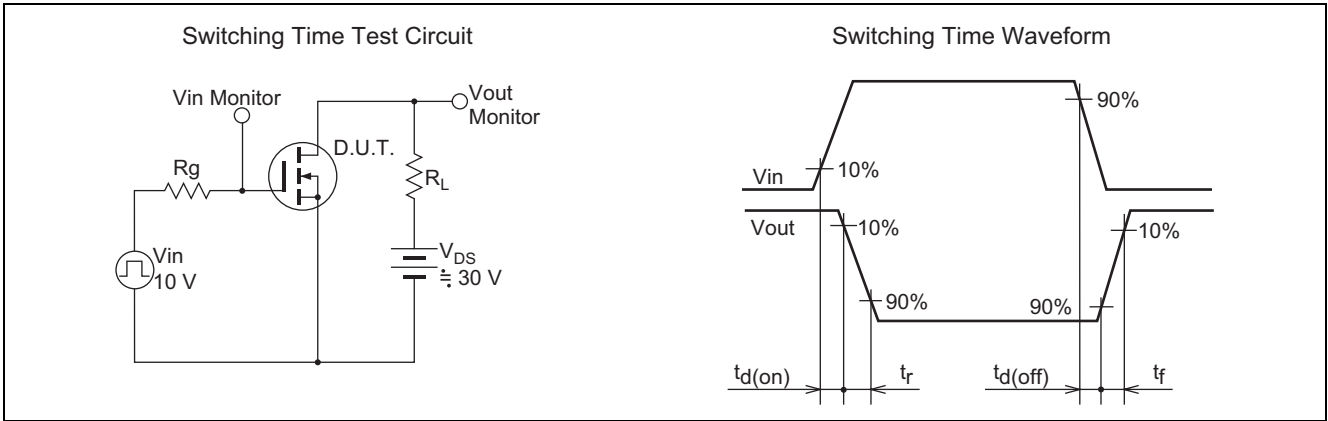 Switching Time Test Circuit
Vin Monitor
Vout
Monitor
D.U.T.
Rg
RL
Vin
10 V
VDS
≒ 30 V
Switching Time Waveform
Vin
10%
90%
Vout
10%
90%
90%
10%
td(on)
tr
td(off)
tf